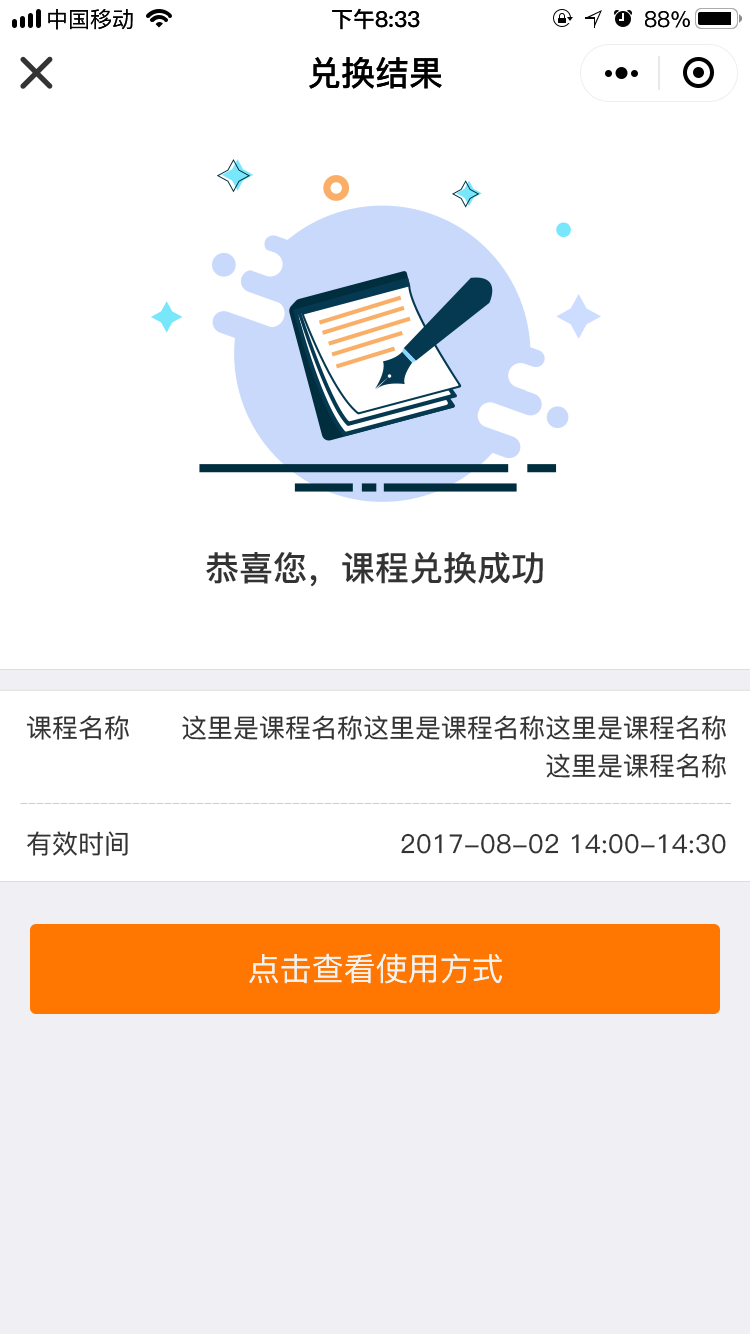 中国移动 下午8:33 88%
兑换结果
恭喜您，课程兑换成功
课程名称 这里是课程名称这里是课程名称这里是课程名称
这里是课程名称
有效时间 2017-08-02 14:00-14:30
点击查看使用方式